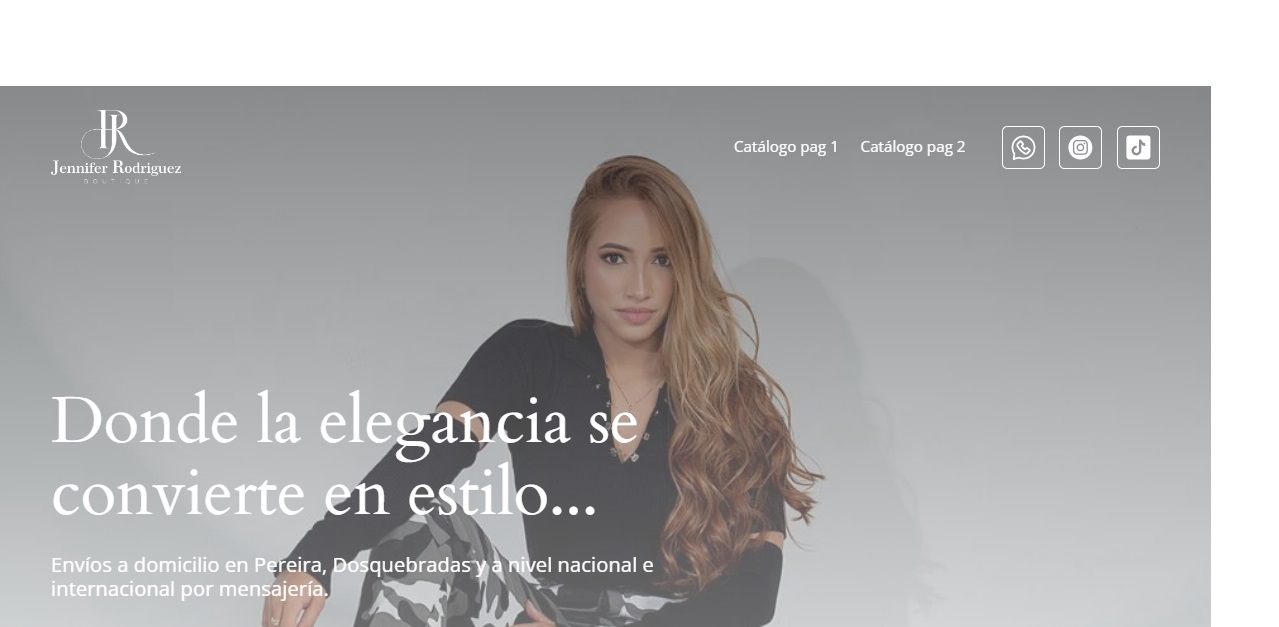 JR
Jennifer Rodriguez
BOUTIQUE
Catálogo pag 1
Catálogo pag 2
Donde la elegancia se
convierte en estilo...
Envíos a domicilio en Pereira, Dosquebradas y a nivel nacional e
internacional por mensajería.